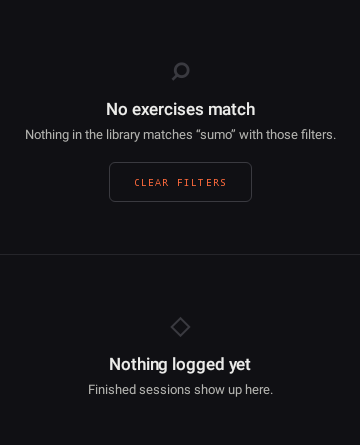 No exercises match
Nothing in the library matches “sumo” with those filters.
CLEAR FILTERS
Nothing logged yet
Finished sessions show up here.